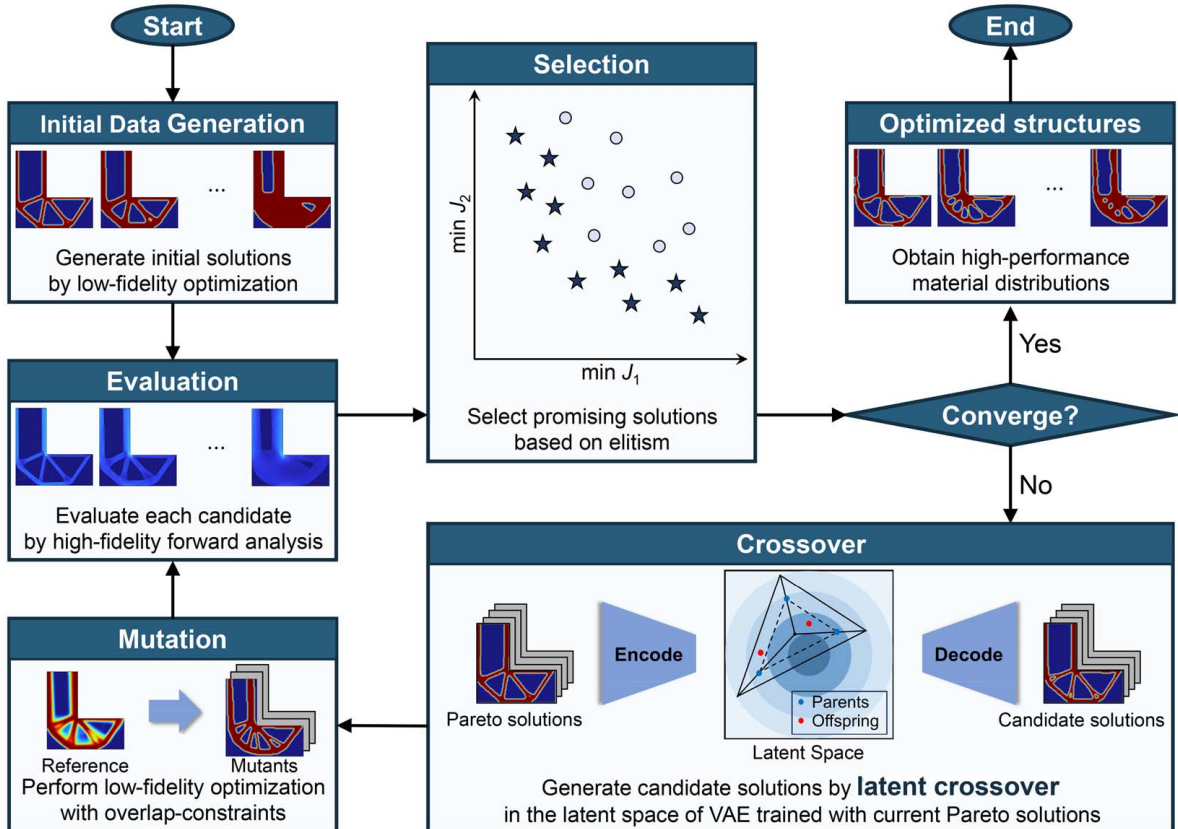 Start
Initial Data Generation
...
Generate initial solutions
by low-fidelity optimization
Evaluation
...
Evaluate each candidate
by high-fidelity forward analysis
Selection
min J2
min J1
Select promising solutions
based on elitism
End
Optimized structures
...
Obtain high-performance
material distributions
Yes
Converge?
No
Crossover
Pareto solutions
Encode
Parents
Offspring
Latent Space
Decode
Candidate solutions
Generate candidate solutions by latent crossover
in the latent space of VAE trained with current Pareto solutions
Mutation
Reference
Mutants
Perform low-fidelity optimization
with overlap-constraints